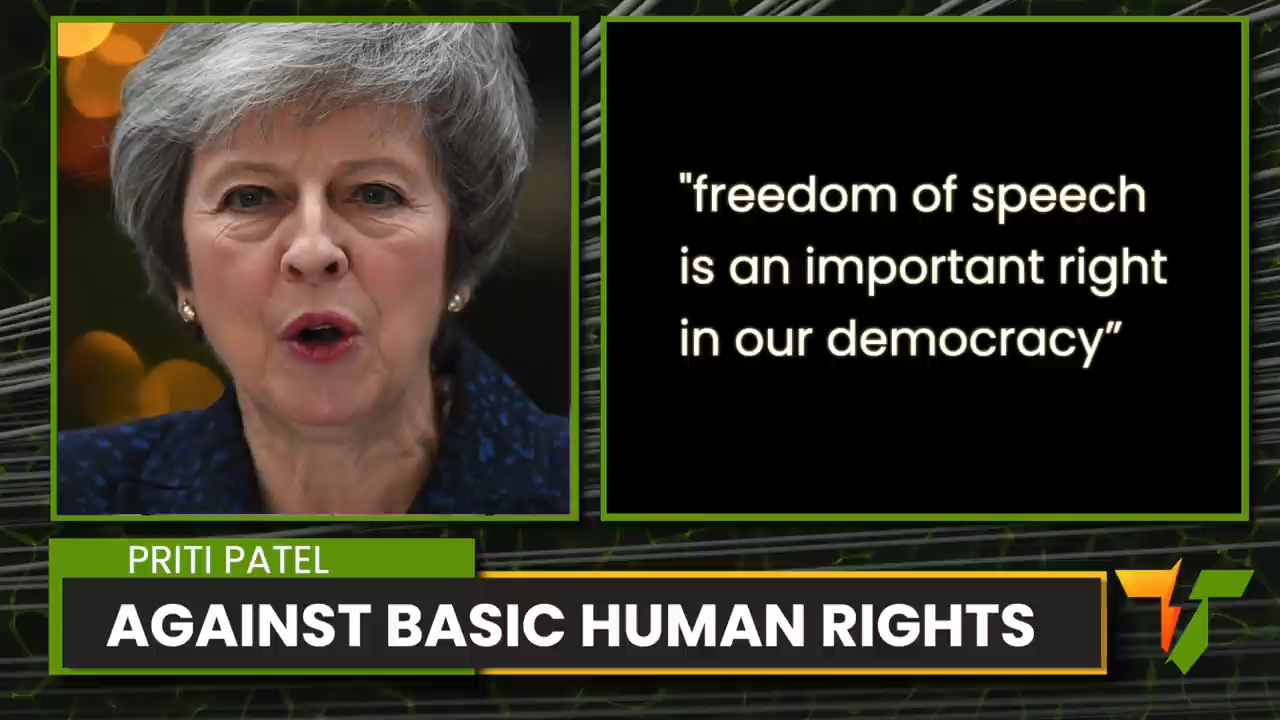 "freedom of speech
is an important right
in our democracy”
PRITI PATEL
AGAINST BASIC HUMAN RIGHTS